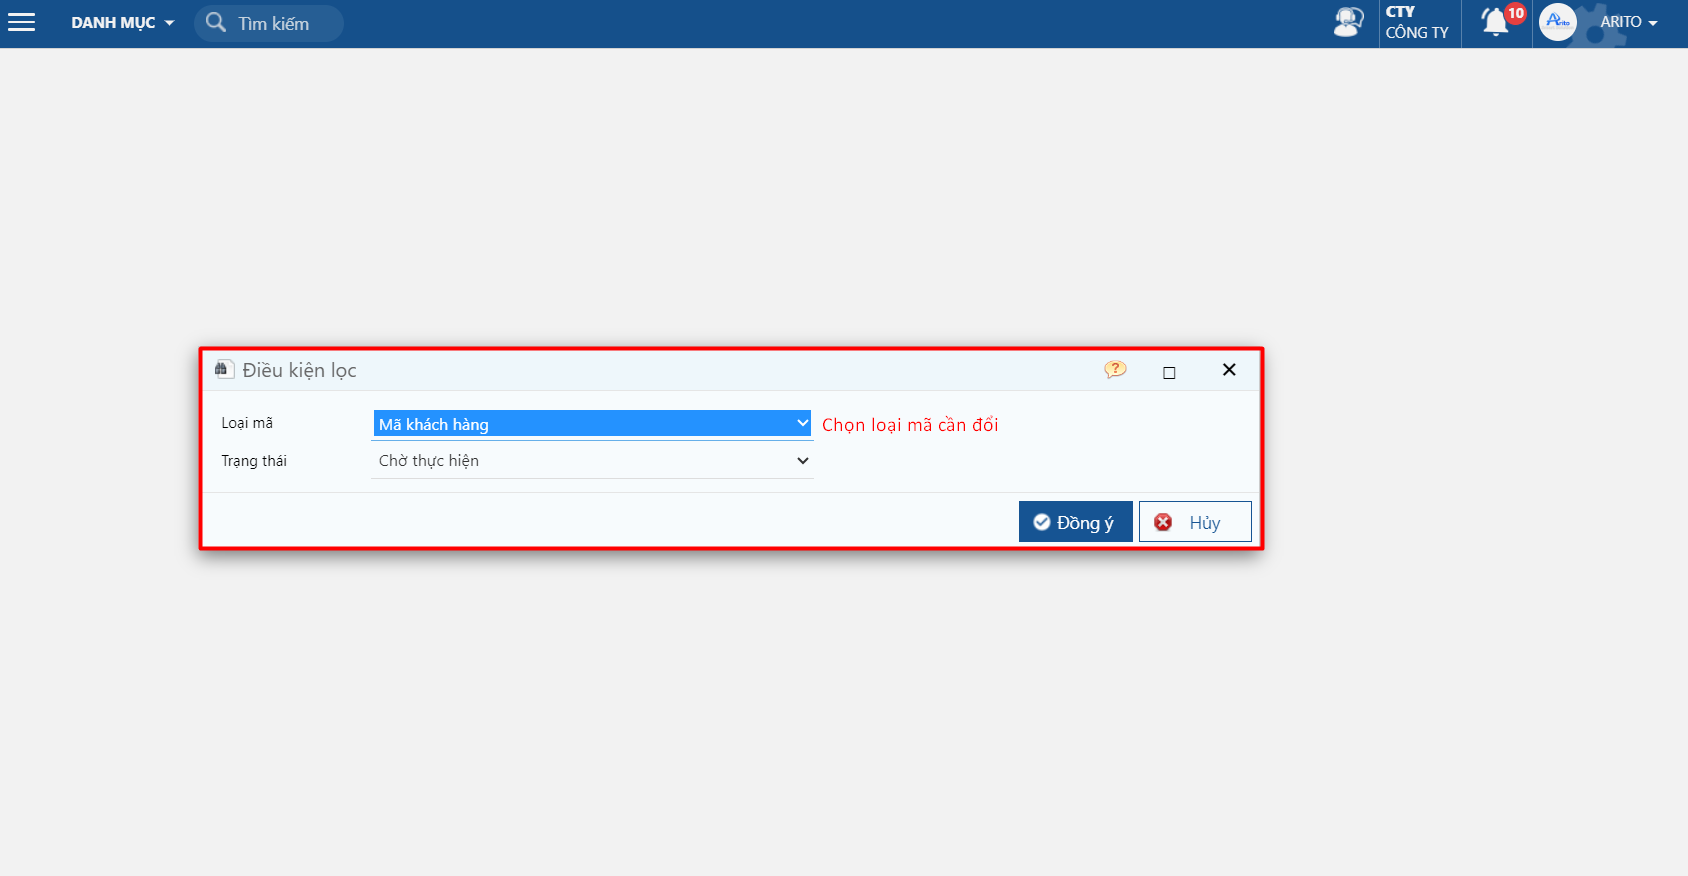 DANH MỤC
Tìm kiếm
CTY
CÔNG TY
10
Arito
ARITO
Điều kiện lọc
?
Loại mã
Mã khách hàng
Chọn loại mã cần đổi
Trạng thái
Chờ thực hiện
Đồng ý
Hủy